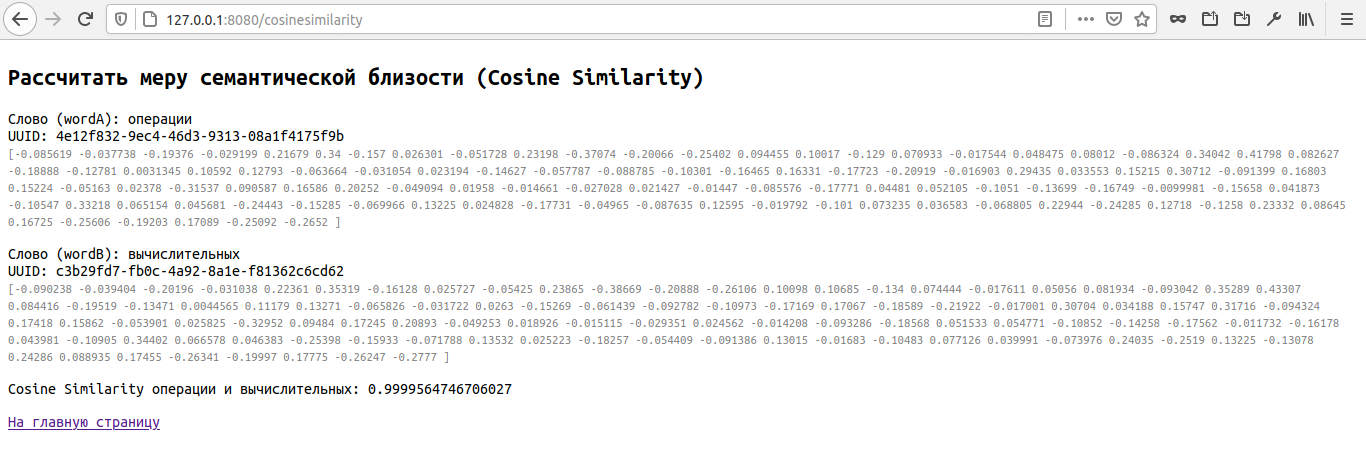 127.0.0.1:8080/cosinesimilarity
Рассчитать меру семантической близости (Cosine Similarity)
Слово (wordA): операции
UUID: 4e12f832-9ec4-46d3-9313-08a1f4175f9b
[-0.085619 -0.037738 -0.19376 -0.029199 0.21679 0.34 -0.157 0.026301 -0.051728 0.23198 -0.37074 -0.20066 -0.25402 0.094455 0.10017 -0.129 0.070933 -0.017544 0.048475 0.08012 -0.086324 0.34042 0.41798 0.082627
-0.18888 -0.12781 0.0031345 0.10592 0.12793 -0.063664 -0.031054 0.023194 -0.14627 -0.057787 -0.088785 -0.10301 -0.16465 0.16331 -0.17723 -0.20919 -0.016903 0.29435 0.033553 0.15215 0.30712 -0.091399 0.16803
0.15224 -0.05163 0.02378 -0.31537 0.090587 0.16586 0.20252 -0.049094 0.01958 -0.014661 -0.027028 0.021427 -0.01447 -0.085576 -0.17771 0.04481 0.052105 -0.1051 -0.13699 -0.16749 -0.0099981 -0.15658 0.041873
-0.10547 0.33218 0.065154 0.045681 -0.24443 -0.15285 -0.069966 0.13225 0.024828 -0.17731 -0.04965 -0.087635 0.12595 -0.019792 -0.101 0.073235 0.036583 -0.068805 0.22944 -0.24285 0.12718 -0.1258 0.23332 0.08645
0.16725 -0.25606 -0.19203 0.17089 -0.25092 -0.2652 ]
Слово (wordB): вычислительных
UUID: c3b29fd7-fb0c-4a92-8a1e-f81362c6cd62
[-0.090238 -0.039404 -0.20196 -0.031038 0.22361 0.35319 -0.16128 0.025727 -0.05425 0.23865 -0.38669 -0.20888 -0.26106 0.10098 0.10685 -0.134 0.074444 -0.017611 0.05056 0.081934 -0.093042 0.35289 0.43307
0.084416 -0.19519 -0.13471 0.0044565 0.11179 0.13271 -0.065826 -0.031722 0.0263 -0.15269 -0.061439 -0.092782 -0.10973 -0.17169 0.17067 -0.18589 -0.21922 -0.017001 0.30704 0.034188 0.15747 0.31716 -0.094324
0.17418 0.15862 -0.053901 0.025825 -0.32952 0.09484 0.17245 0.20893 -0.049253 0.018926 -0.015115 -0.029351 0.024562 -0.014208 -0.093286 -0.18568 0.051533 0.054771 -0.10852 -0.14258 -0.17562 -0.011732 -0.16178
0.043981 -0.10905 0.34402 0.066578 0.046383 -0.25398 -0.15933 -0.071788 0.13532 0.025223 -0.18257 -0.054409 -0.091386 0.13015 -0.01683 -0.10483 0.077126 0.039991 -0.073976 0.24035 -0.2519 0.13225 -0.13078
0.24286 0.088935 0.17455 -0.26341 -0.19997 0.17775 -0.26247 -0.2777 ]
Cosine Similarity операции и вычислительных: 0.9999564746706027
На главную страницу